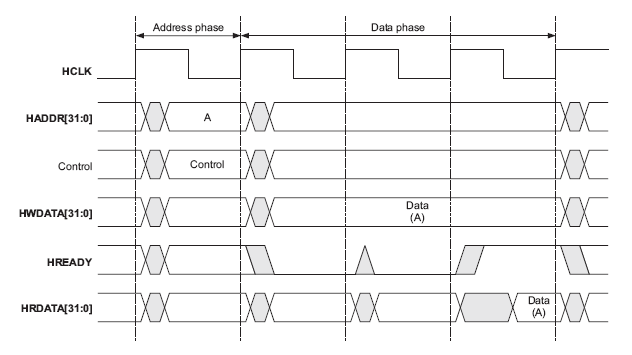 Address phase
Data phase
HCLK
HADDR[31:0]
A
Control
Control
HWDATA[31:0]
Data
(A)
HREADY
HRDATA[31:0]
Data
(A)